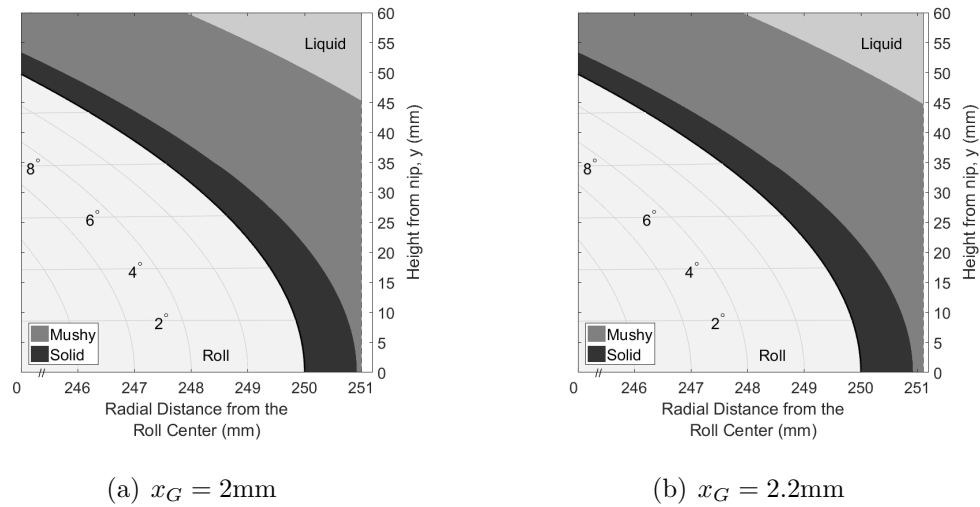 Liquid
8°
6°
4°
2°
Mushy
Solid
Roll
60
55
50
45
40
35
30
25
20
15
10
5
0
Height from nip, y (mm)
0 // 246 247 248 249 250 251
Radial Distance from the
Roll Center (mm)
(a) x_G = 2mm
Liquid
8°
6°
4°
2°
Mushy
Solid
Roll
60
55
50
45
40
35
30
25
20
15
10
5
0
Height from nip, y (mm)
0 // 246 247 248 249 250 251
Radial Distance from the
Roll Center (mm)
(b) x_G = 2.2mm